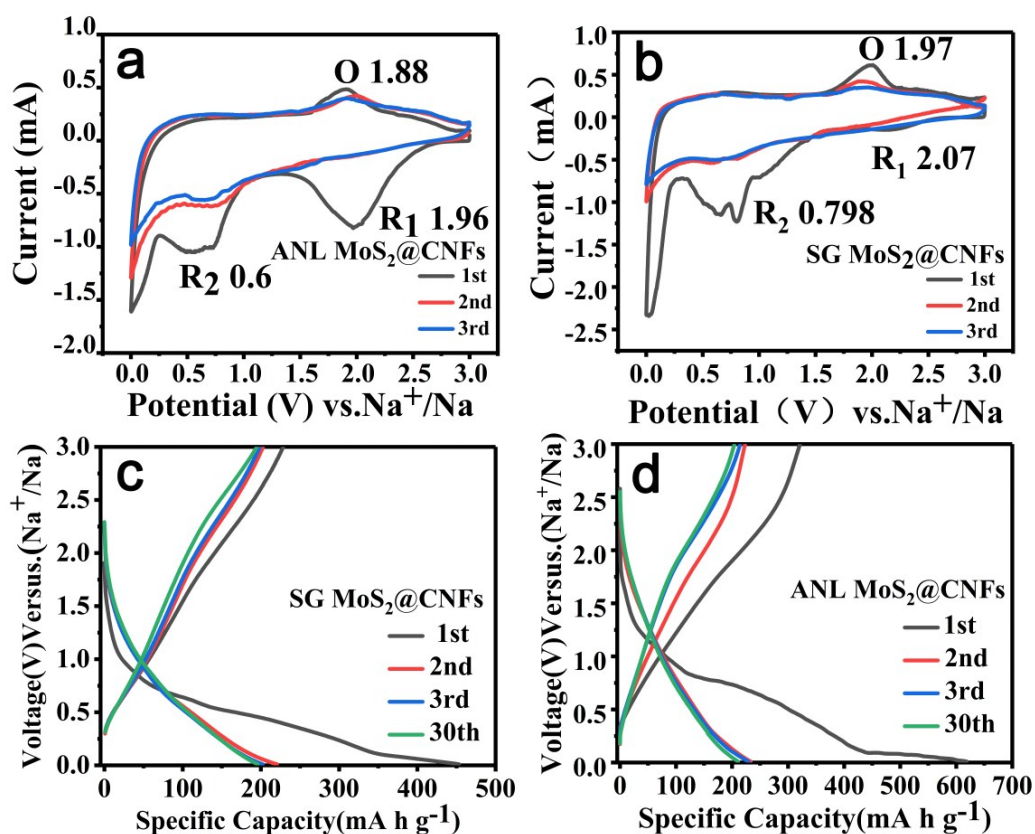 a
O 1.88
R₁ 1.96
R₂ 0.6
ANL MoS₂@CNFs
1st
2nd
3rd
1.0
0.5
0.0
-0.5
-1.0
-1.5
-2.0
Current (mA)
0.0 0.5 1.0 1.5 2.0 2.5 3.0
Potential (V) vs.Na⁺/Na
b
O 1.97
R₁ 2.07
R₂ 0.798
SG MoS2@CNFs
1st
2nd
3rd
1.0
0.5
0.0
-0.5
-1.0
-1.5
-2.0
-2.5
Current（mA）
0.0 0.5 1.0 1.5 2.0 2.5 3.0
Potential（V）vs.Na⁺/Na
c
SG MoS₂@CNFs
1st
2nd
3rd
30th
3.0
2.5
2.0
1.5
1.0
0.5
0.0
Voltage(V)Versus.(Na⁺/Na)
0 100 200 300 400 500
Specific Capacity(mA h g⁻¹)
d
ANL MoS₂@CNFs
1st
2nd
3rd
30th
3.0
2.5
2.0
1.5
1.0
0.5
0.0
Voltage(V)Versus.(Na⁺/Na)
0 100 200 300 400 500 600 700
Specific Capacity(mA h g⁻¹)